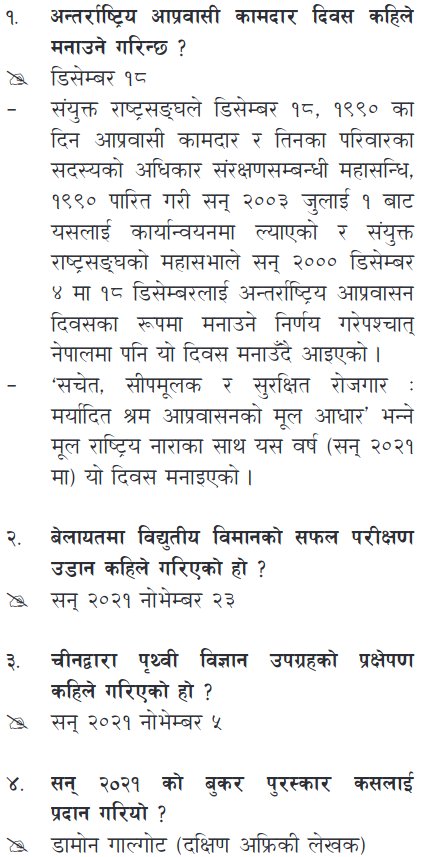 १. अन्तर्राष्ट्रिय आप्रवासी कामदार दिवस कहिले
मनाउने गरिन्छ ?
डिसेम्बर १८
– संयुक्त राष्ट्रसङ्घले डिसेम्बर १८, १९९० का
दिन आप्रवासी कामदार र तिनका परिवारका
सदस्यको अधिकार संरक्षणसम्बन्धी महासन्धि,
१९९० पारित गरी सन् २००३ जुलाई १ बाट
यसलाई कार्यान्वयनमा ल्याएको र संयुक्त
राष्ट्रसङ्घको महासभाले सन् २००० डिसेम्बर
४ मा १८ डिसेम्बरलाई अन्तर्राष्ट्रिय आप्रवासन
दिवसका रूपमा मनाउने निर्णय गरेपश्चात्
नेपालमा पनि यो दिवस मनाउँदै आइएको ।
– ‘सचेत, सीपमूलक र सुरक्षित रोजगार :
मर्यादित श्रम आप्रवासनको मूल आधार’ भन्ने
मूल राष्ट्रिय नाराका साथ यस वर्ष (सन् २०२१
मा) यो दिवस मनाइएको ।
२. बेलायतमा विद्युतीय विमानको सफल परीक्षण
उडान कहिले गरिएको हो ?
सन् २०२१ नोभेम्बर २३
३. चीनद्वारा पृथ्वी विज्ञान उपग्रहको प्रक्षेपण
कहिले गरिएको हो ?
सन् २०२१ नोभेम्बर ५
४. सन् २०२१ को बुकर पुरस्कार कसलाई
प्रदान गरियो ?
डामोन गाल्गोट (दक्षिण अफ्रिकी लेखक)